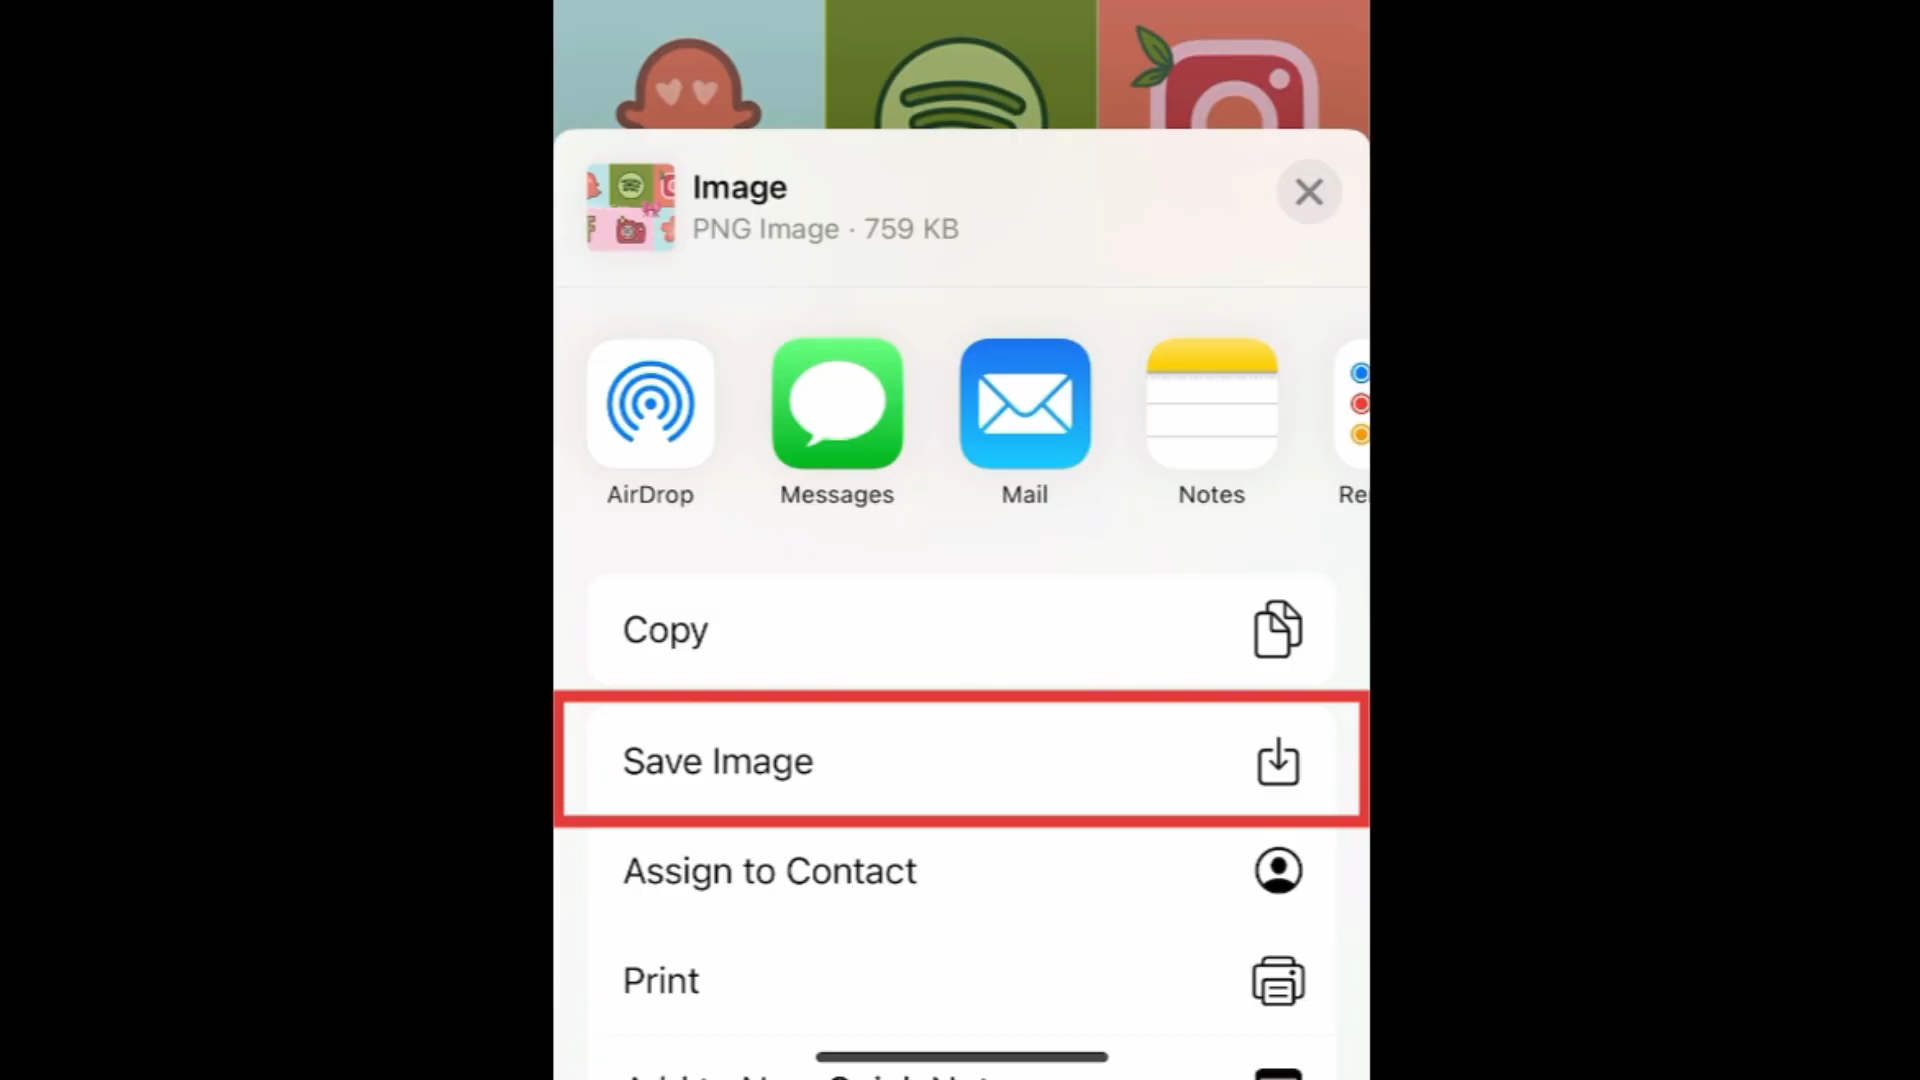 Image
PNG Image · 759 KB
AirDrop
Messages
Mail
Notes
Copy
Save Image
Assign to Contact
Print